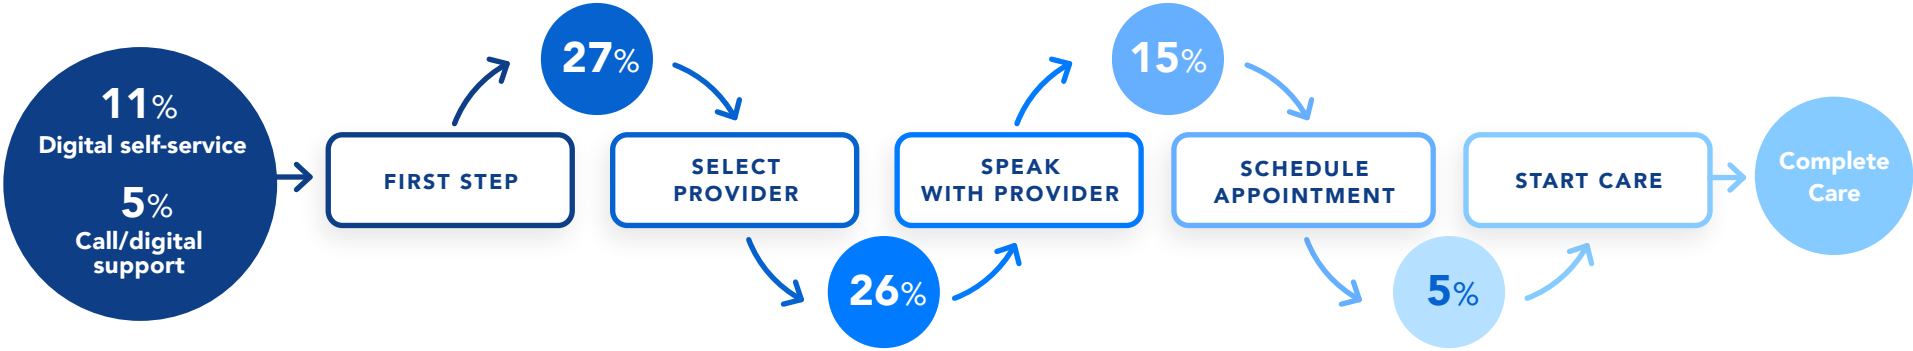 11%
Digital self-service
5%
Call/digital
support
FIRST STEP
27%
SELECT
PROVIDER
26%
SPEAK
WITH PROVIDER
15%
SCHEDULE
APPOINTMENT
5%
START CARE
Complete
Care